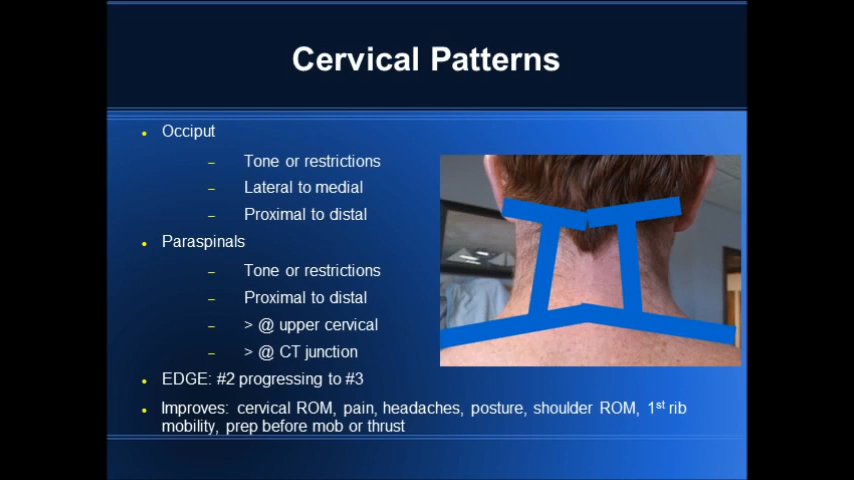 Cervical Patterns
• Occiput
– Tone or restrictions
– Lateral to medial
– Proximal to distal
• Paraspinals
– Tone or restrictions
– Proximal to distal
– > @ upper cervical
– > @ CT junction
• EDGE: #2 progressing to #3
• Improves: cervical ROM, pain, headaches, posture, shoulder ROM, 1st rib
mobility, prep before mob or thrust